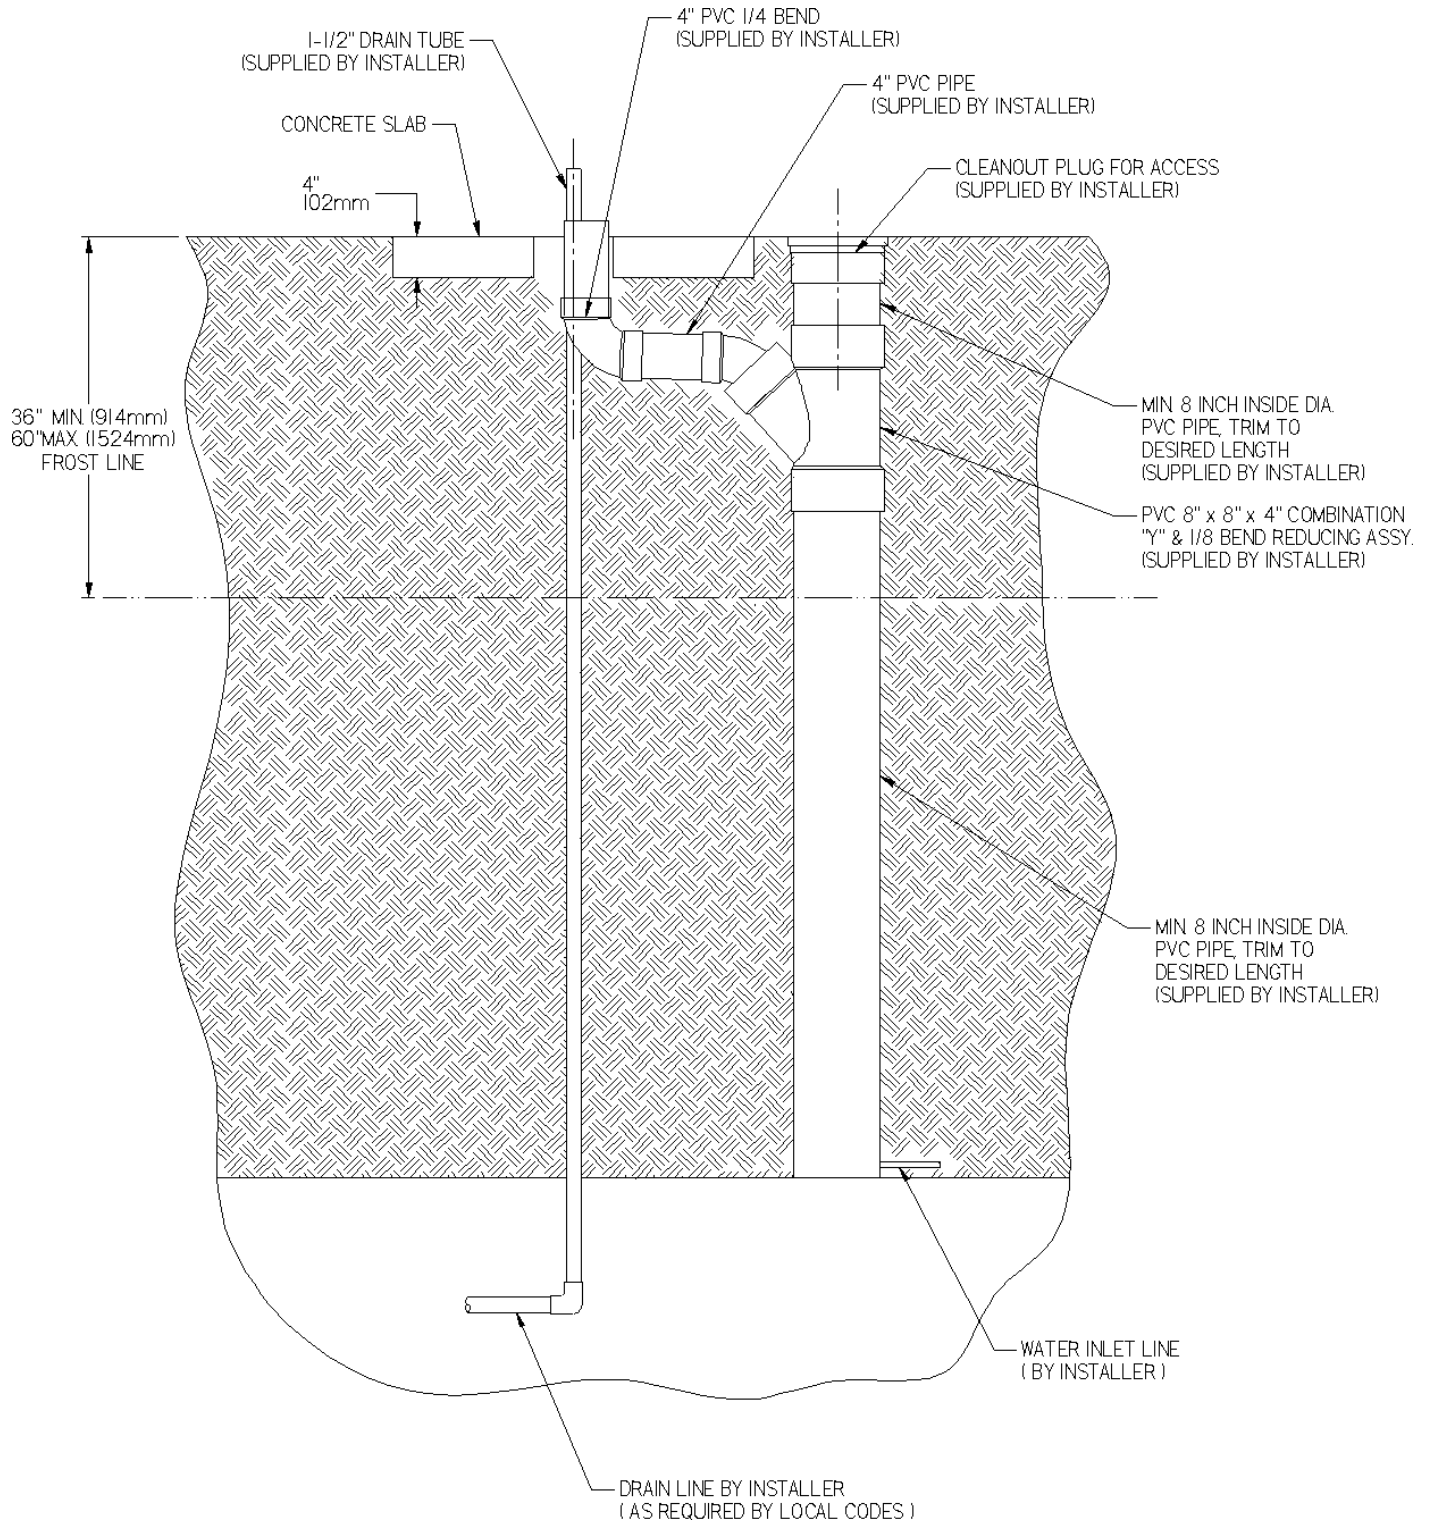 4" PVC 1/4 BEND
(SUPPLIED BY INSTALLER)
1-1/2" DRAIN TUBE
(SUPPLIED BY INSTALLER)
4" PVC PIPE
(SUPPLIED BY INSTALLER)
CONCRETE SLAB
CLEANOUT PLUG FOR ACCESS
(SUPPLIED BY INSTALLER)
4"
102mm
36" MIN. (914mm)
60"MAX. (1524mm)
FROST LINE
MIN. 8 INCH INSIDE DIA.
PVC PIPE, TRIM TO
DESIRED LENGTH
(SUPPLIED BY INSTALLER)
PVC 8" x 8" x 4" COMBINATION
"Y" & 1/8 BEND REDUCING ASSY.
(SUPPLIED BY INSTALLER)
MIN. 8 INCH INSIDE DIA.
PVC PIPE, TRIM TO
DESIRED LENGTH
(SUPPLIED BY INSTALLER)
WATER INLET LINE
( BY INSTALLER )
DRAIN LINE BY INSTALLER
( AS REQUIRED BY LOCAL CODES )